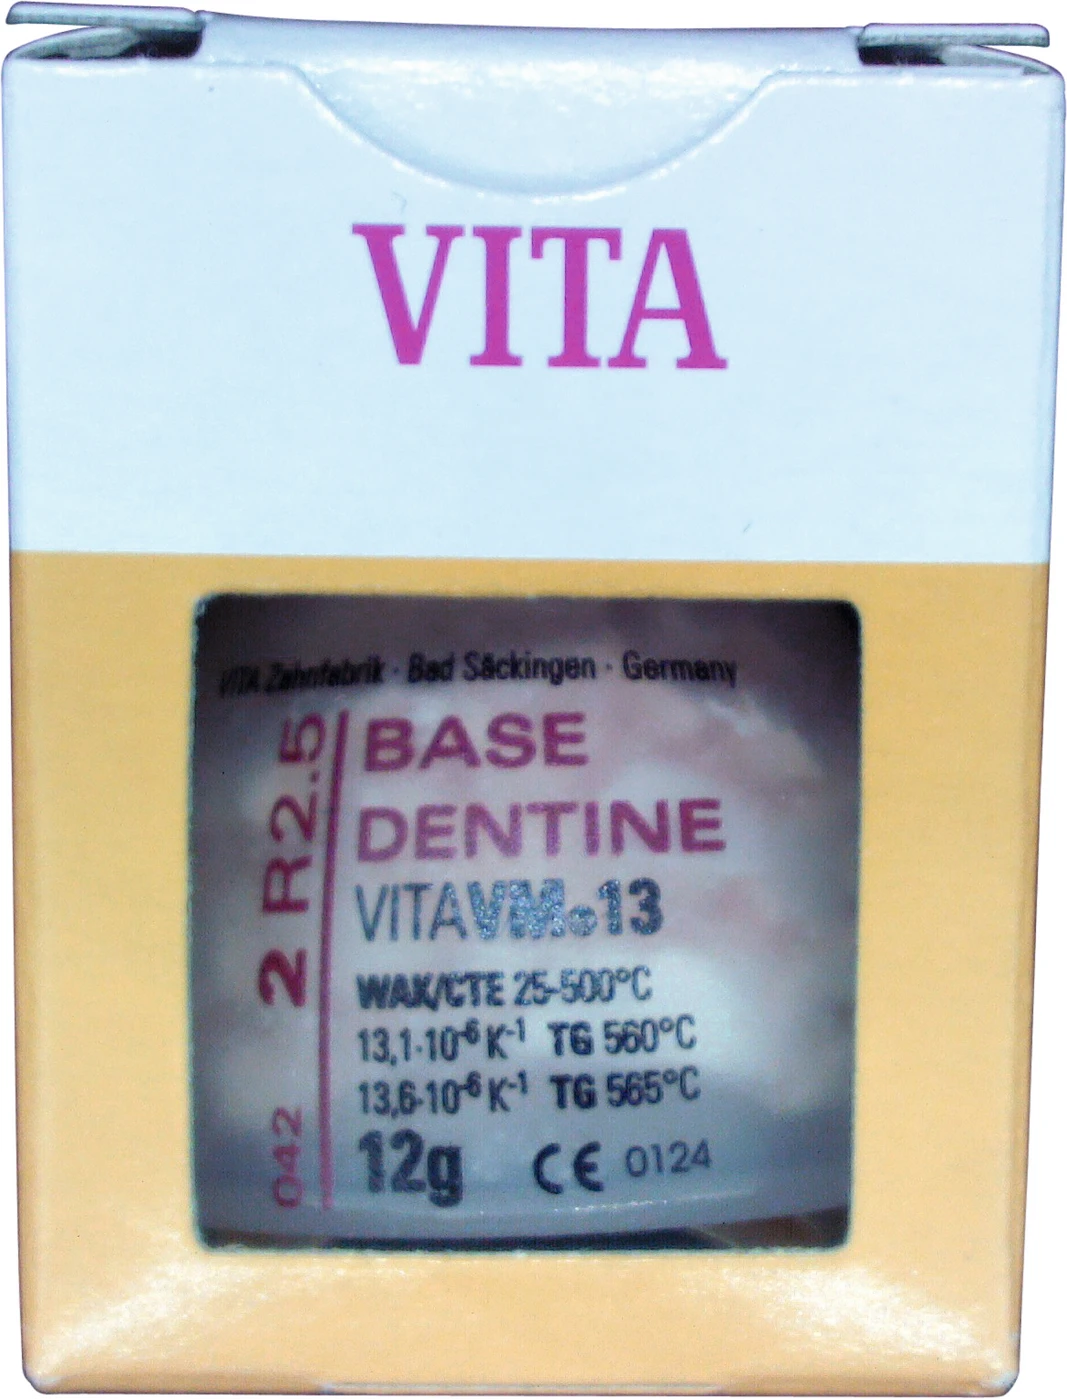 VITA
VITA Zahnfabrik · Bad Säckingen · Germany
042 2 R2.5
BASE
DENTINE
VITAVM®13
WAK/CTE 25-500°C
13,1·10⁻⁶ K⁻¹ TG 560°C
13,6·10⁻⁶ K⁻¹ TG 565°C
12g CE 0124